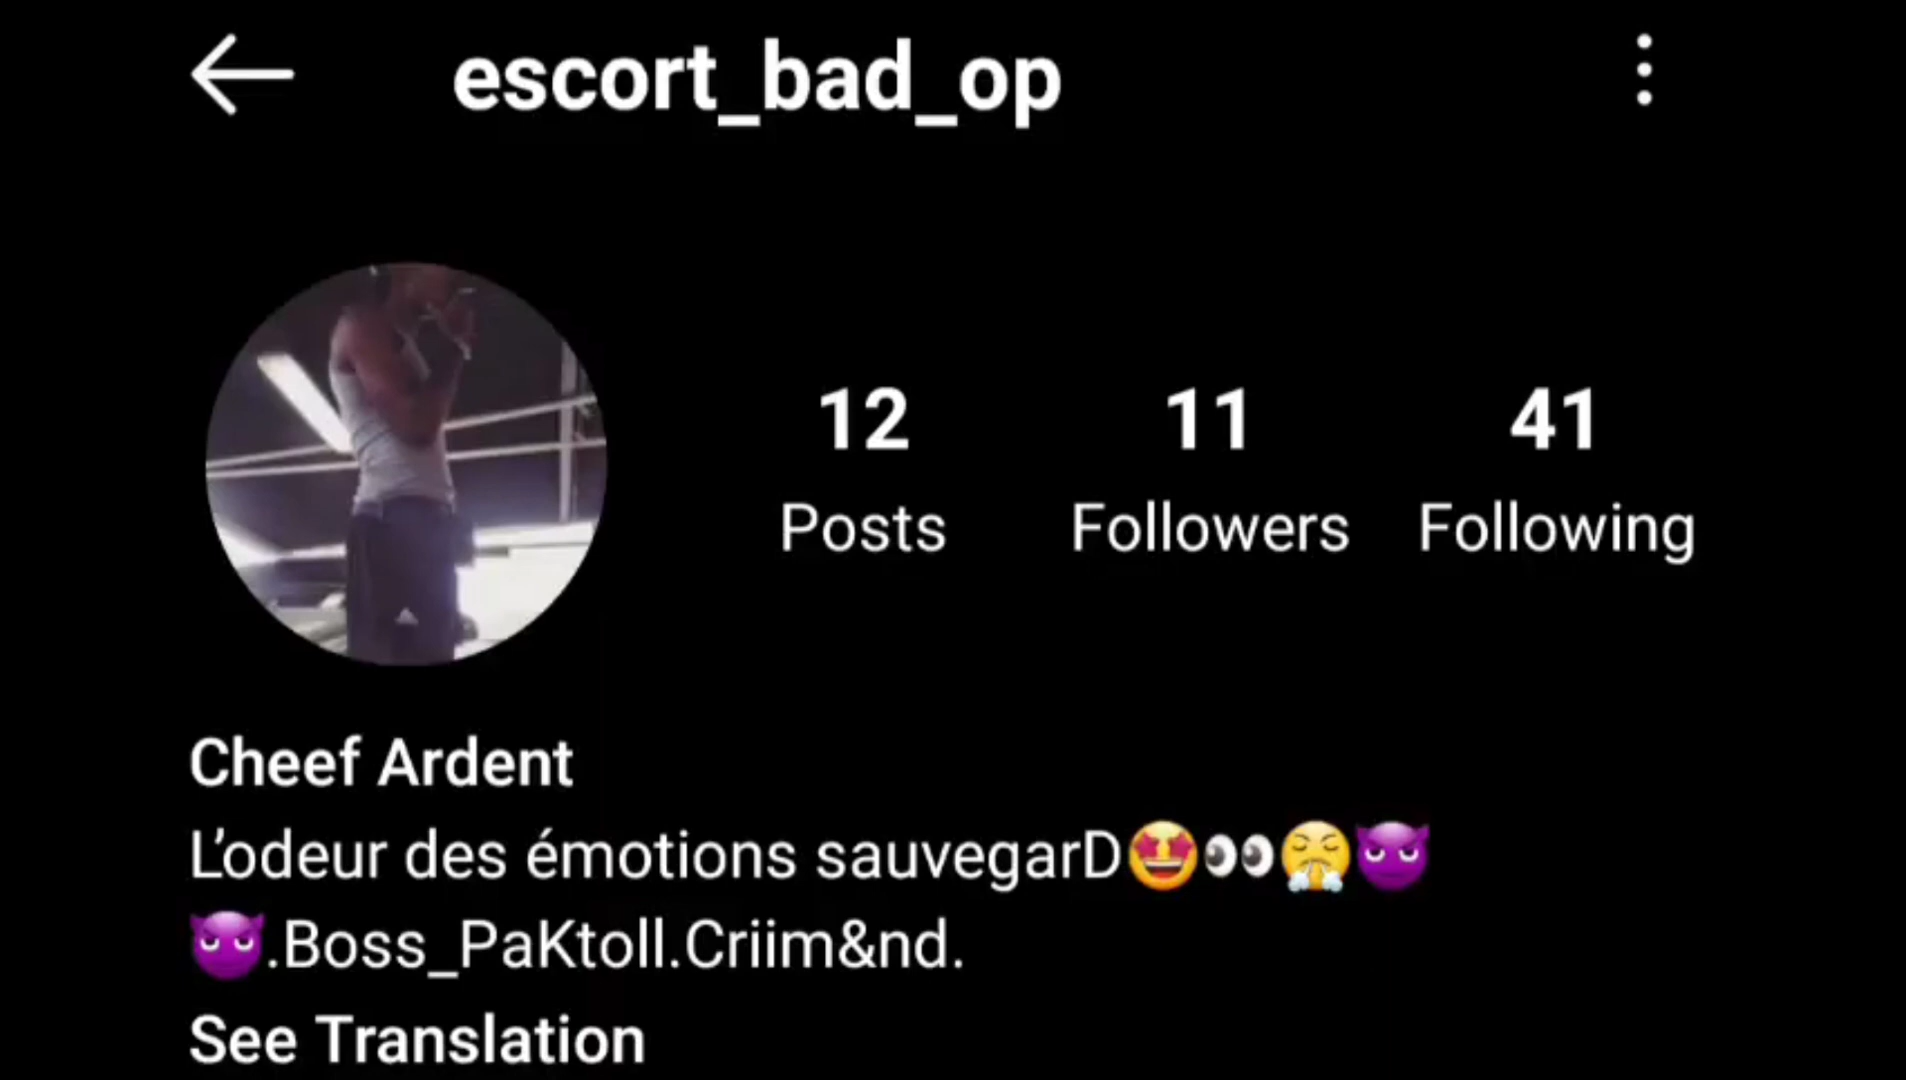 escort_bad_op
12 11 41
Posts Followers Following
Cheef Ardent
L’odeur des émotions sauvegarD🤩👀😤😈
😈.Boss_PaKtoll.Criim&nd.
See Translation